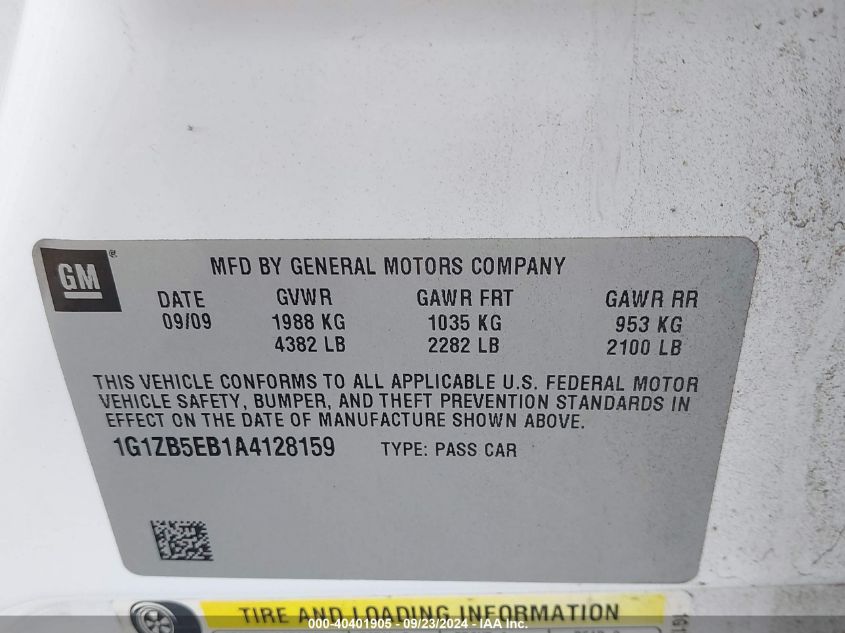 GM®
MFD BY GENERAL MOTORS COMPANY
DATE GVWR GAWR FRT GAWR RR
09/09 1988 KG 1035 KG 953 KG
4382 LB 2282 LB 2100 LB
THIS VEHICLE CONFORMS TO ALL APPLICABLE U.S. FEDERAL MOTOR
VEHICLE SAFETY, BUMPER, AND THEFT PREVENTION STANDARDS IN
EFFECT ON THE DATE OF MANUFACTURE SHOWN ABOVE.
1G1ZB5EB1A4128159 TYPE: PASS CAR
TIRE AND LOADING INFORMATION
000-40401905 - 09/23/2024 - IAA Inc.